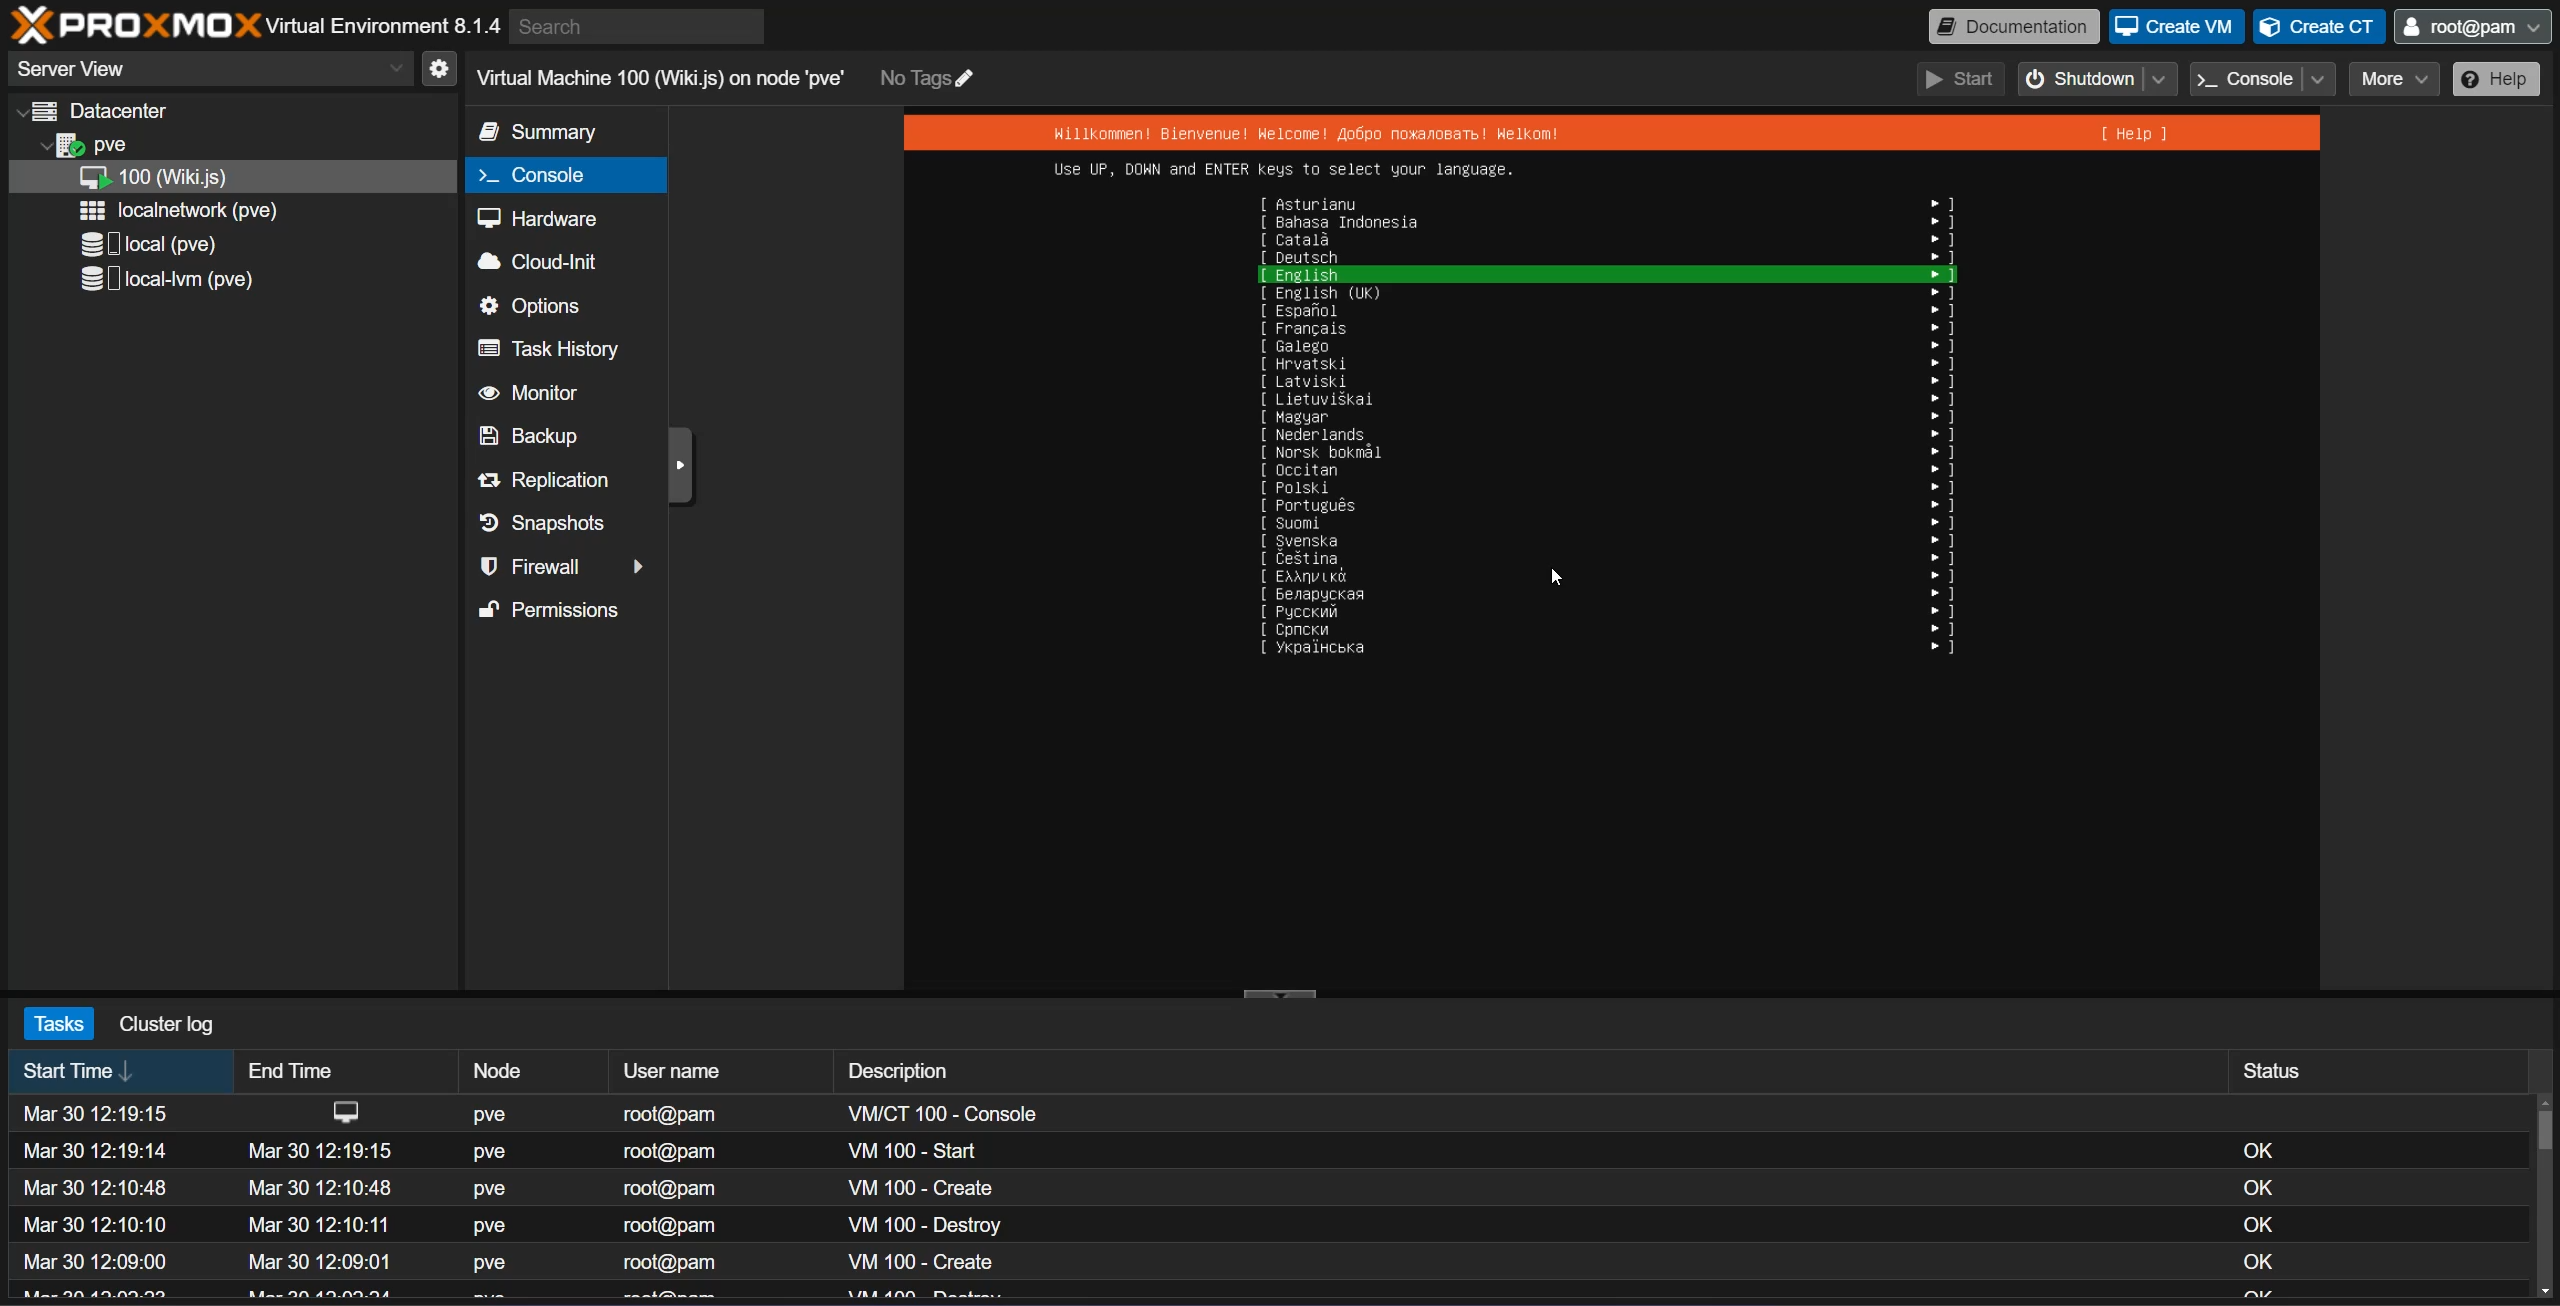 PROXMOX Virtual Environment 8.1.4 Search Documentation Create VM Create CT root@pam
Server View
Virtual Machine 100 (Wiki.js) on node 'pve' No Tags Start Shutdown Console More Help
Datacenter
pve
100 (Wiki.js)
localnetwork (pve)
local (pve)
local-lvm (pve)
Summary
Console
Hardware
Cloud-Init
Options
Task History
Monitor
Backup
Replication
Snapshots
Firewall
Permissions
Willkommen! Bienvenue! Welcome! Добро пожаловать! Welkom! [ Help ]
Use UP, DOWN and ENTER keys to select your language.
[ Asturianu ► ]
[ Bahasa Indonesia ► ]
[ Català ► ]
[ Deutsch ► ]
[ English ► ]
[ English (UK) ► ]
[ Español ► ]
[ Français ► ]
[ Galego ► ]
[ Hrvatski ► ]
[ Latviski ► ]
[ Lietuviškai ► ]
[ Magyar ► ]
[ Nederlands ► ]
[ Norsk bokmål ► ]
[ Occitan ► ]
[ Polski ► ]
[ Português ► ]
[ Suomi ► ]
[ Svenska ► ]
[ Čeština ► ]
[ Ελληνικά ► ]
[ Беларуская ► ]
[ Русский ► ]
[ Српски ► ]
[ Українська ► ]
Tasks Cluster log
Start Time End Time Node User name Description Status
Mar 30 12:19:15 pve root@pam VM/CT 100 - Console
Mar 30 12:19:14 Mar 30 12:19:15 pve root@pam VM 100 - Start OK
Mar 30 12:10:48 Mar 30 12:10:48 pve root@pam VM 100 - Create OK
Mar 30 12:10:10 Mar 30 12:10:11 pve root@pam VM 100 - Destroy OK
Mar 30 12:09:00 Mar 30 12:09:01 pve root@pam VM 100 - Create OK